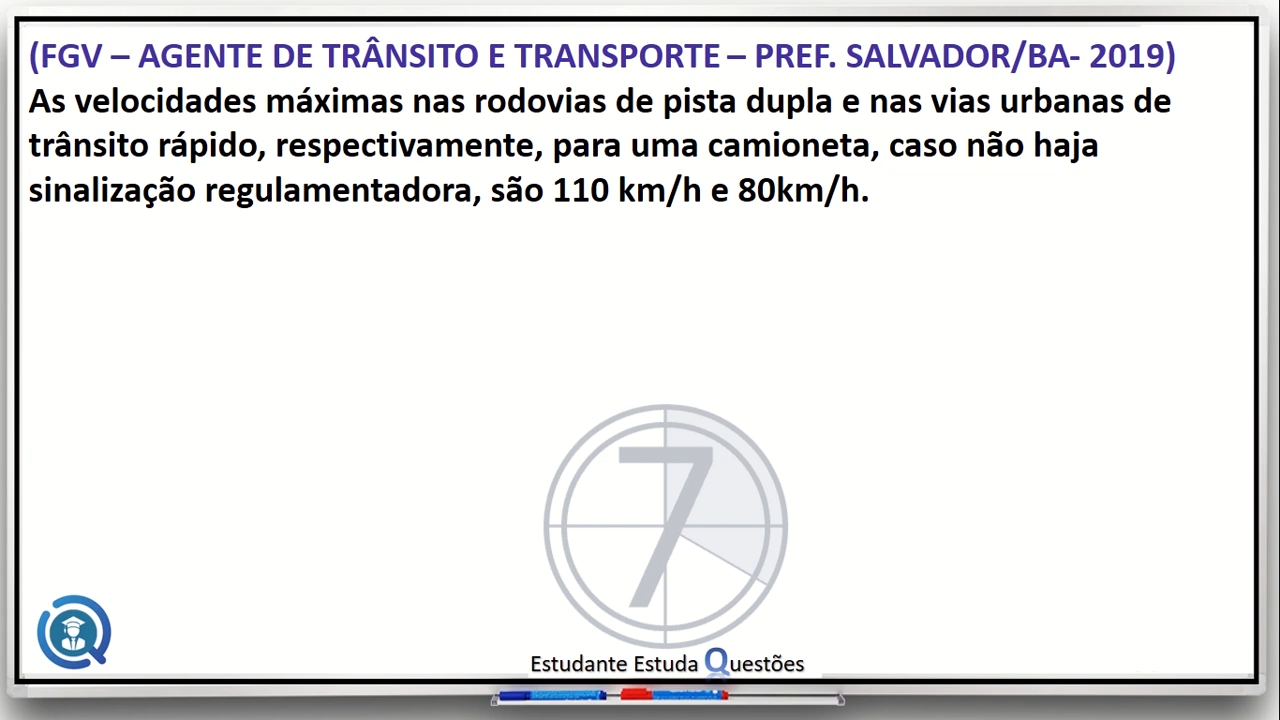 (FGV – AGENTE DE TRÂNSITO E TRANSPORTE – PREF. SALVADOR/BA- 2019)
As velocidades máximas nas rodovias de pista dupla e nas vias urbanas de
trânsito rápido, respectivamente, para uma camioneta, caso não haja
sinalização regulamentadora, são 110 km/h e 80km/h.
7
Estudante Estuda Questões